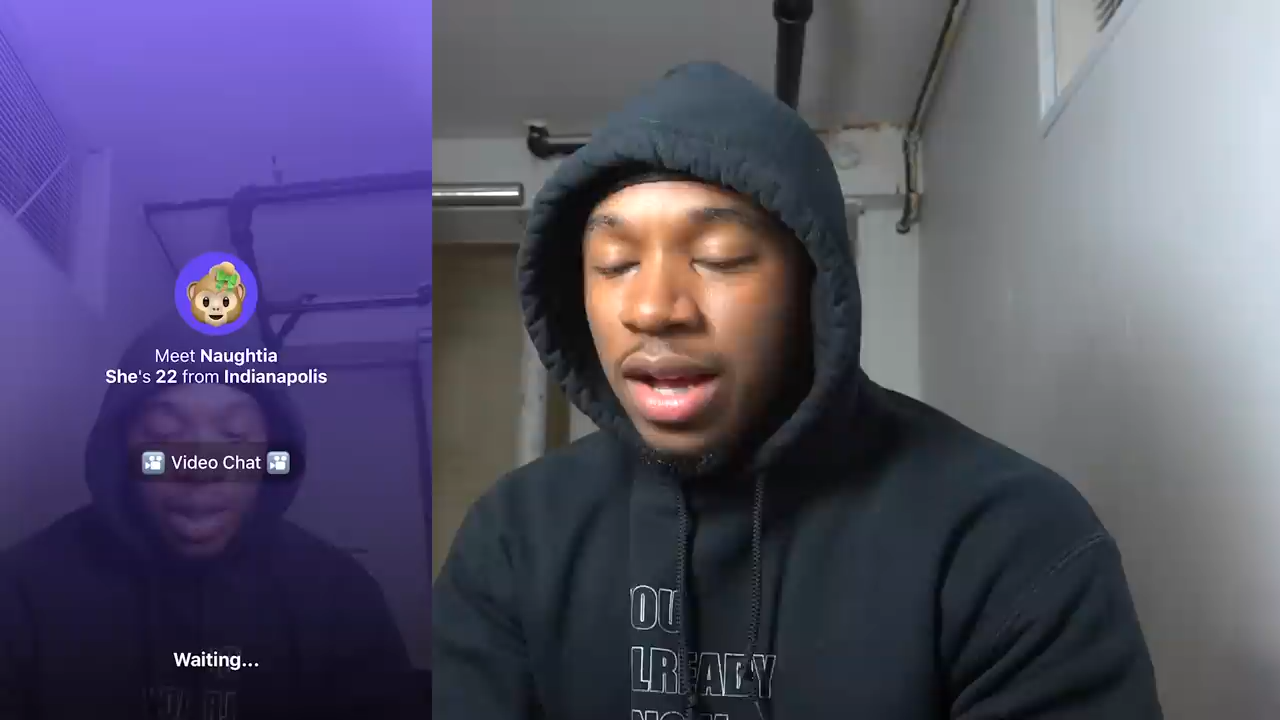 Meet Naughtia
She's 22 from Indianapolis
Video Chat
Waiting...
OU
LREADY